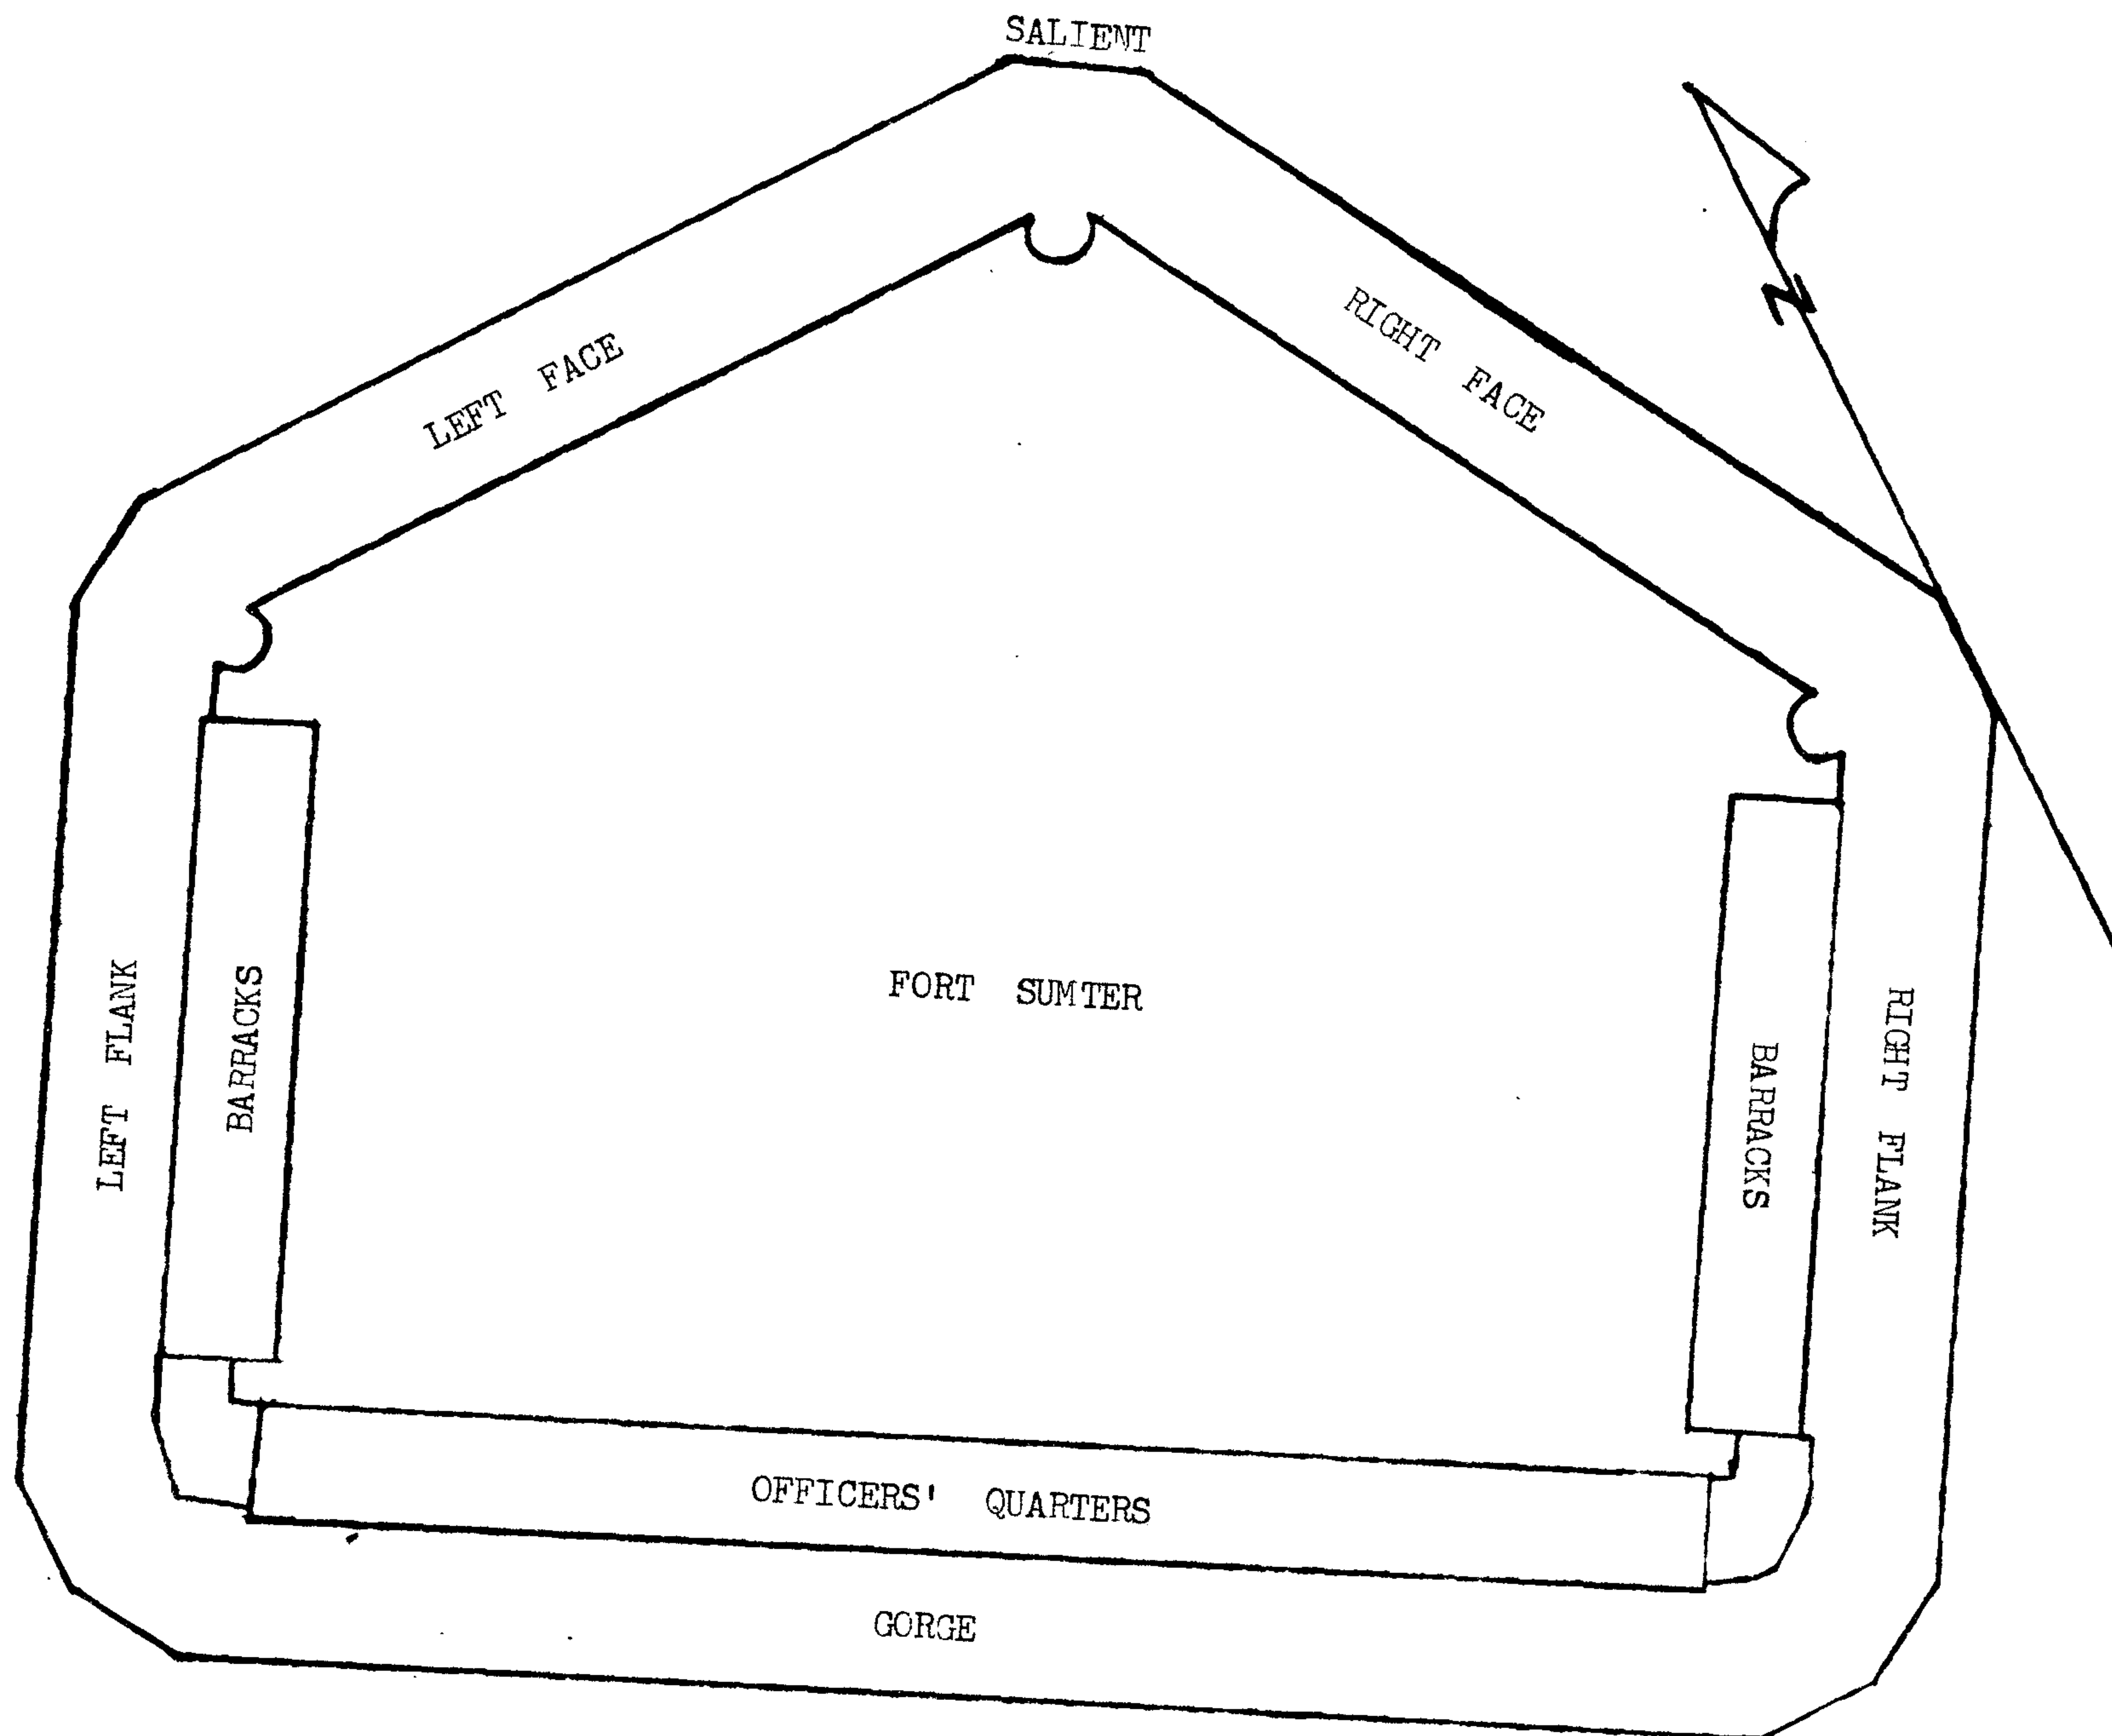 SALIENT
N
RIGHT FACE
LEFT FACE
FORT SUMTER
LEFT FLANK
BARRACKS
BARRACKS
RIGHT FLANK
OFFICERS' QUARTERS
GORGE